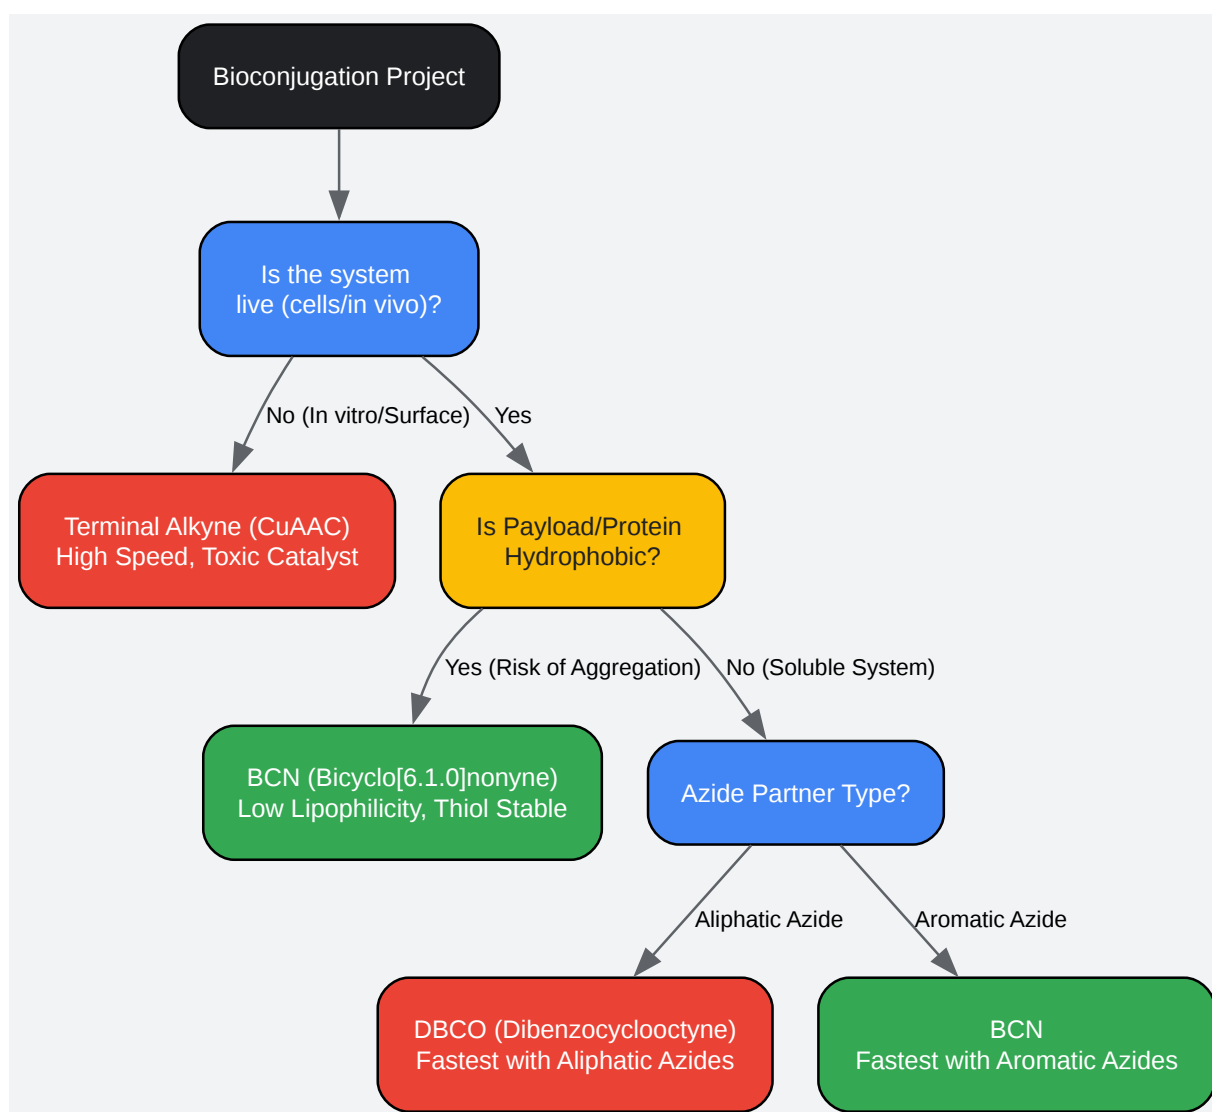 Bioconjugation Project
Is the system
live (cells/in vivo)?
No (In vitro/Surface)
Yes
Terminal Alkyne (CuAAC)
High Speed, Toxic Catalyst
Is Payload/Protein
Hydrophobic?
Yes (Risk of Aggregation)
No (Soluble System)
BCN (Bicyclo[6.1.0]nonyne)
Low Lipophilicity, Thiol Stable
Azide Partner Type?
Aliphatic Azide
Aromatic Azide
DBCO (Dibenzocyclooctyne)
Fastest with Aliphatic Azides
BCN
Fastest with Aromatic Azides